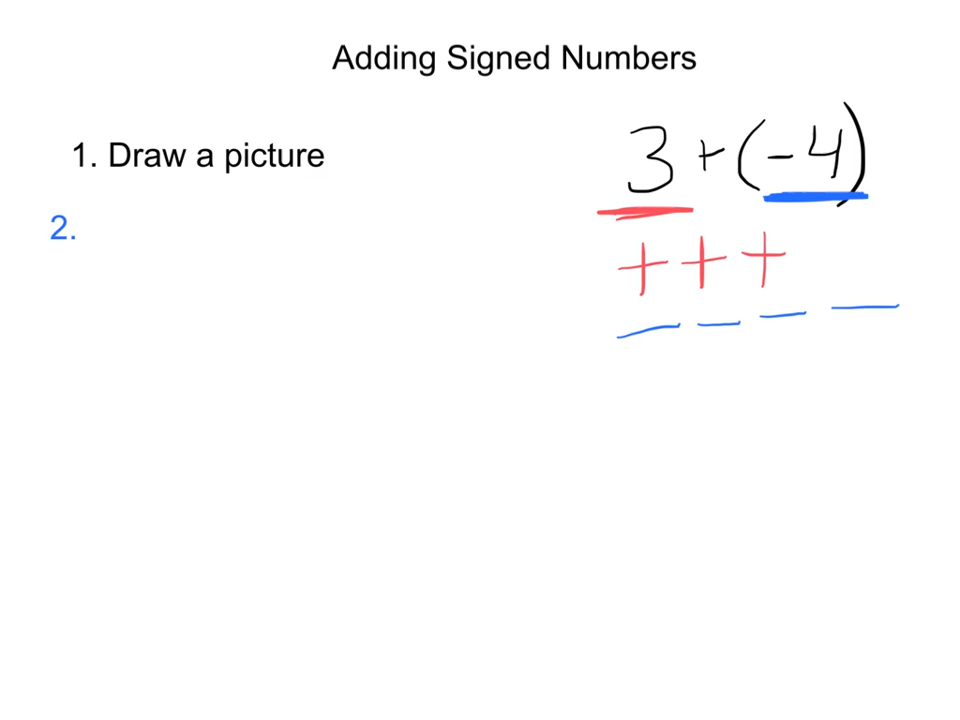 Adding Signed Numbers
1. Draw a picture
3 + (-4)
2.
+ + +
— — — —